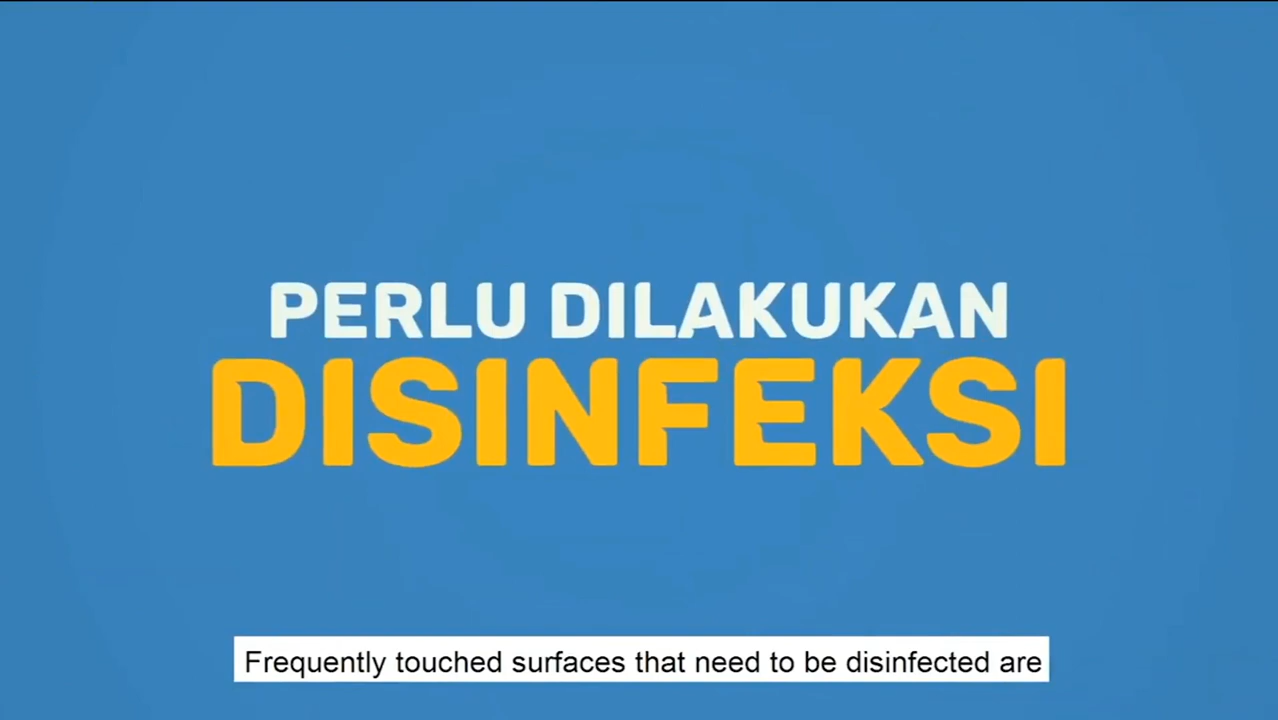 PERLU DILAKUKAN
DISINFEKSI
Frequently touched surfaces that need to be disinfected are